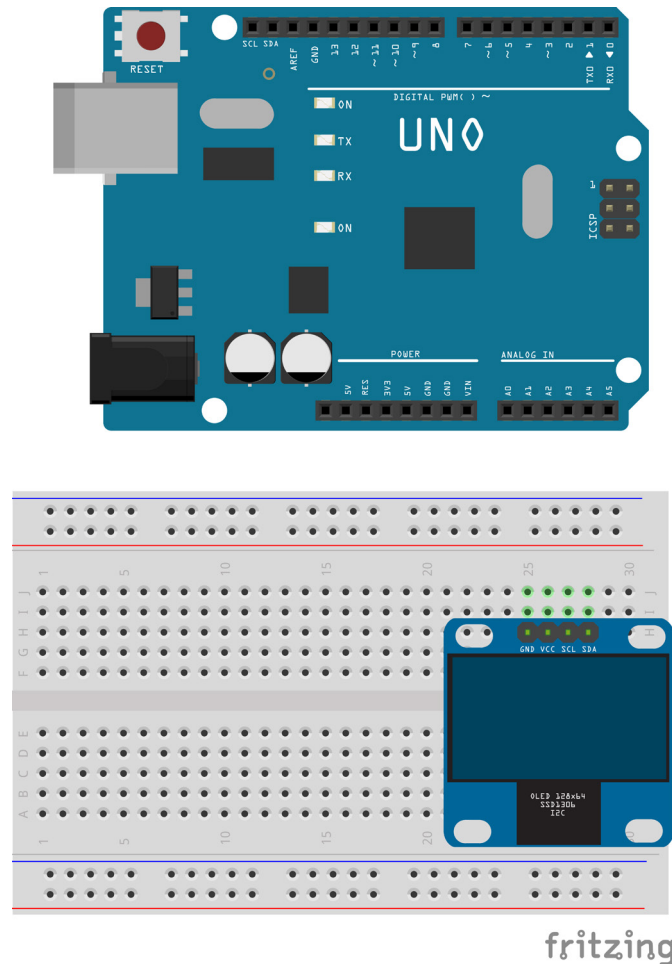 RESET
SCL SDA AREF GND 13 12 ~11 ~10 ~9 8 7 ~6 ~5 4 ~3 2 TXD ▶ 1 RXD ◀ 0
DIGITAL PWM( ) ~
ON
UNO
TX
RX
ON
1
ICSP
POWER
ANALOG IN
5V RES 3V3 5V GND GND VIN A0 A1 A2 A3 A4 A5
1 5 10 15 20 25 30
J J
I I
H H
GND VCC SCL SDA
G
F
E
D
C
B
A
OLED 128x64
SSD1306
I2C
1 5 10 15 20
fritzing